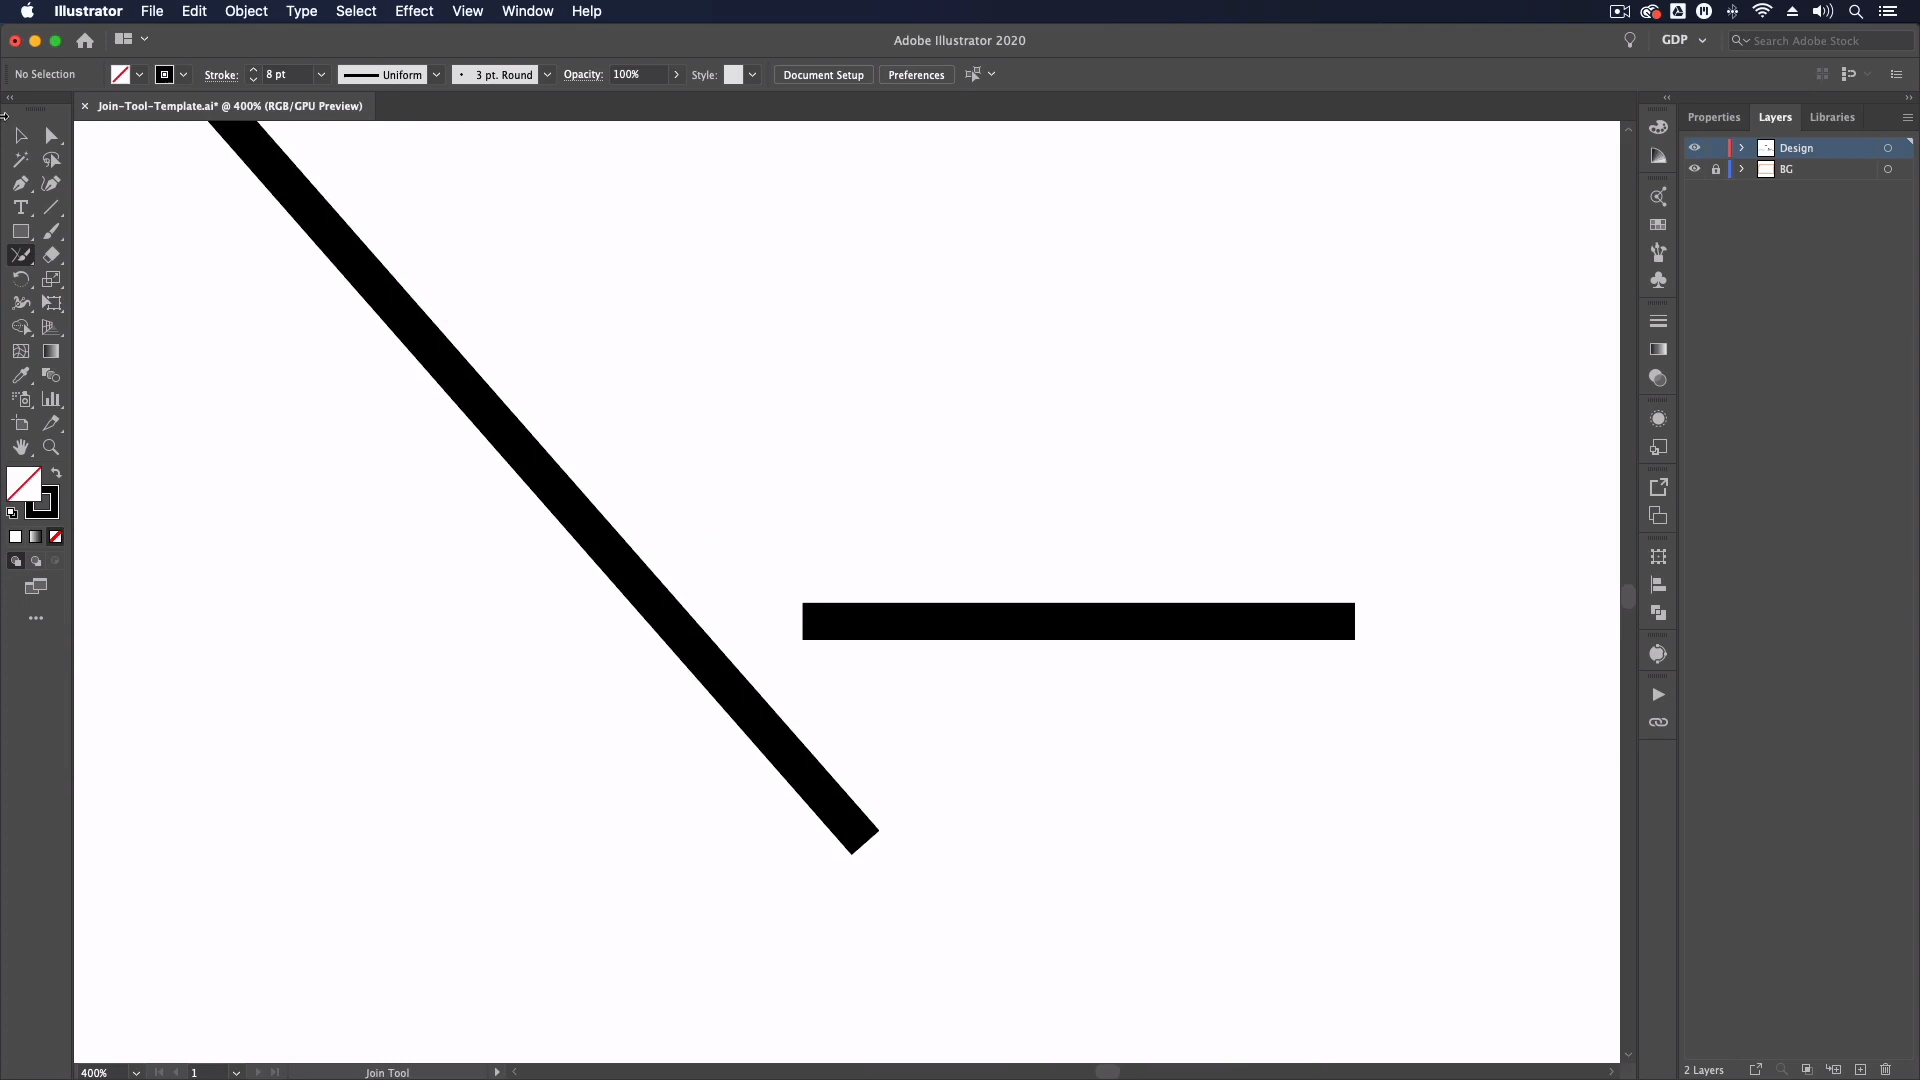 Illustrator File Edit Object Type Select Effect View Window Help
Adobe Illustrator 2020
GDP
Search Adobe Stock
No Selection
Stroke: 8 pt
Uniform
3 pt. Round
Opacity: 100%
Style:
Document Setup
Preferences
Join-Tool-Template.ai* @ 400% (RGB/GPU Preview)
Properties Layers Libraries
Design
BG
400%
1
Join Tool
2 Layers